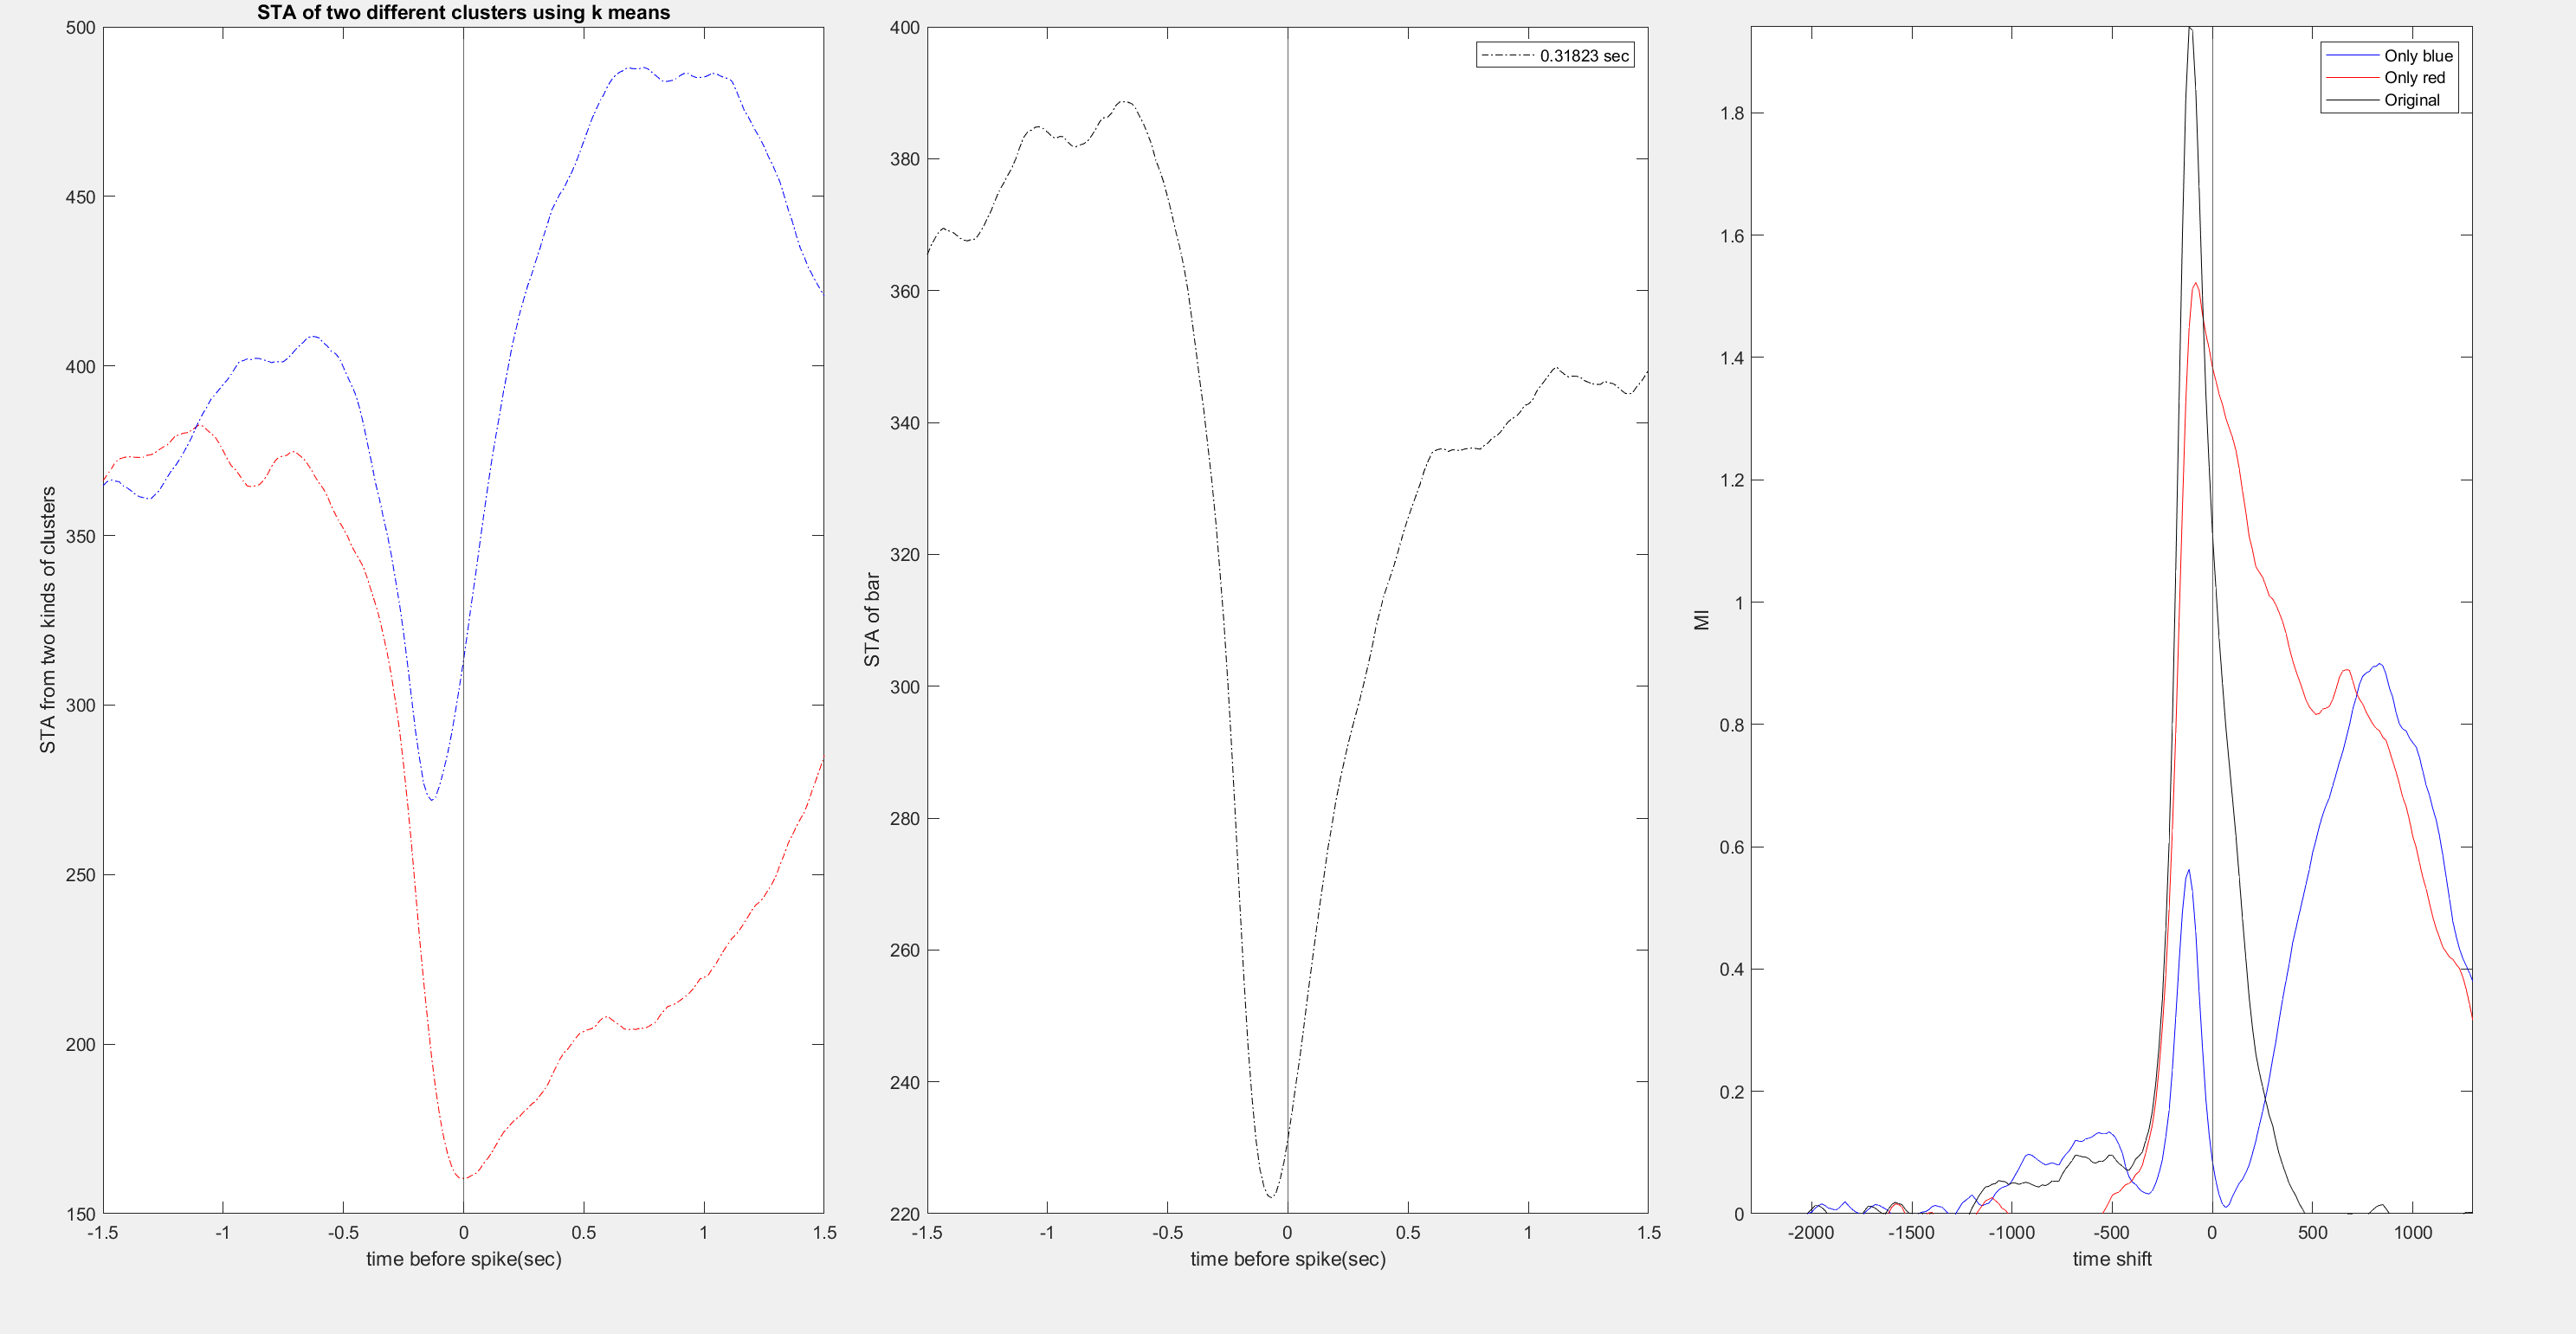 STA of two different clusters using k means
500
450
400
350
300
250
200
150
-1.5 -1 -0.5 0 0.5 1 1.5
time before spike(sec)
STA from two kinds of clusters
400
380
360
340
320
300
280
260
240
220
-1.5 -1 -0.5 0 0.5 1 1.5
time before spike(sec)
STA of bar
0.31823 sec
1.8
1.6
1.4
1.2
1
0.8
0.6
0.4
0.2
0
-2000 -1500 -1000 -500 0 500 1000
time shift
MI
Only blue
Only red
Original